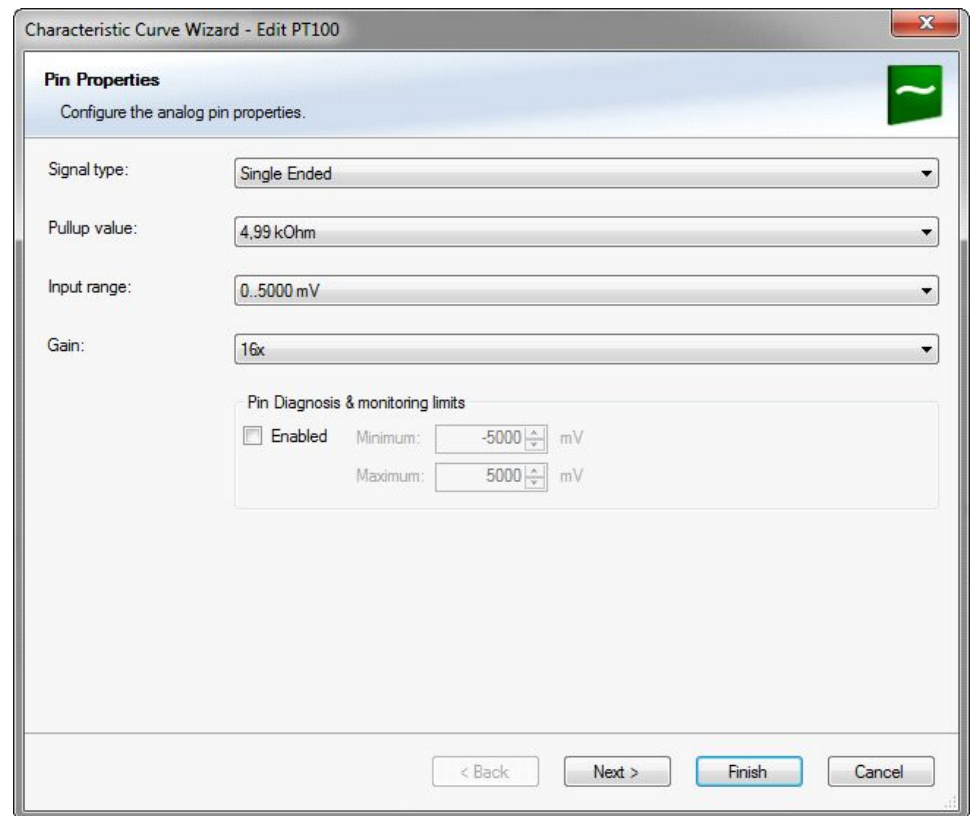 Characteristic Curve Wizard - Edit PT100
Pin Properties
Configure the analog pin properties.
Signal type: Single Ended
Pullup value: 4,99 kOhm
Input range: 0..5000 mV
Gain: 16x
Pin Diagnosis & monitoring limits
Enabled Minimum: -5000 mV
Maximum: 5000 mV
< Back Next > Finish Cancel